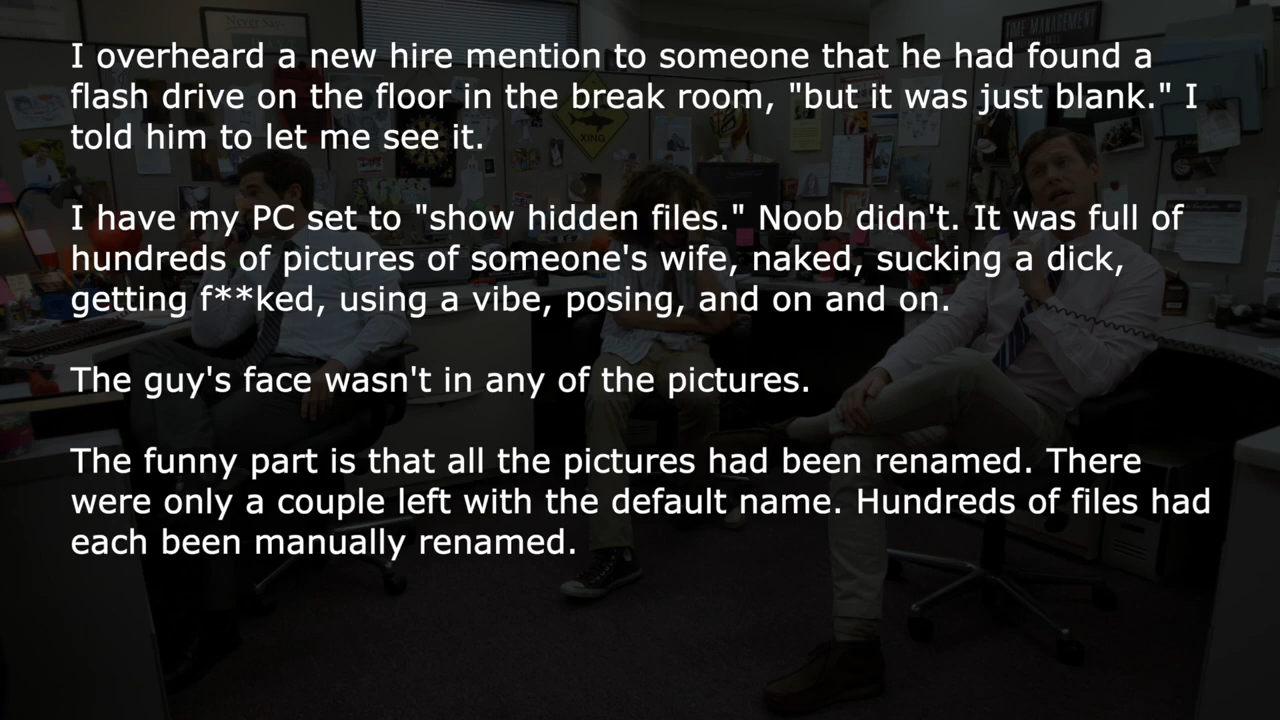 Never Say
TIME MANAGEMENT
XING
I overheard a new hire mention to someone that he had found a
flash drive on the floor in the break room, "but it was just blank." I
told him to let me see it.
I have my PC set to "show hidden files." Noob didn't. It was full of
hundreds of pictures of someone's wife, naked, sucking a dick,
getting f**ked, using a vibe, posing, and on and on.
The guy's face wasn't in any of the pictures.
The funny part is that all the pictures had been renamed. There
were only a couple left with the default name. Hundreds of files had
each been manually renamed.